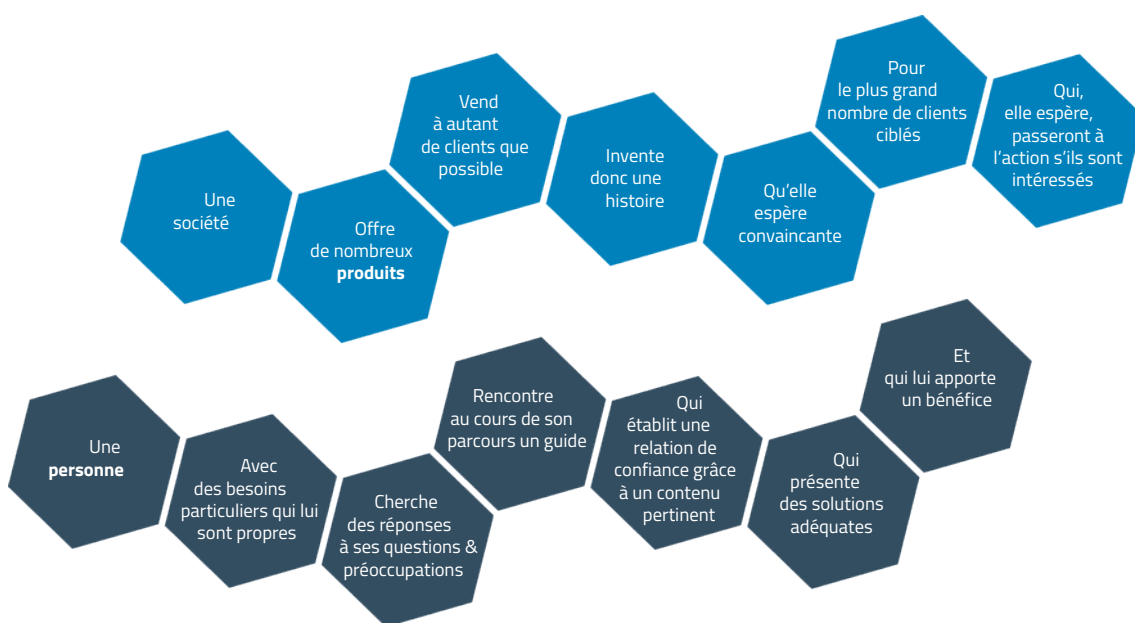 Une
société
Offre
de nombreux
produits
Vend
à autant
de clients que
possible
Invente
donc une
histoire
Qu'elle
espère
convaincante
Pour
le plus grand
nombre de clients
ciblés
Qui,
elle espère,
passeront à
l'action s'ils sont
intéressés
Une
personne
Avec
des besoins
particuliers qui lui
sont propres
Cherche
des réponses
à ses questions &
préoccupations
Rencontre
au cours de son
parcours un guide
Qui
établit une
relation de
confiance grâce
à un contenu
pertinent
Qui
présente
des solutions
adéquates
Et
qui lui apporte
un bénéfice